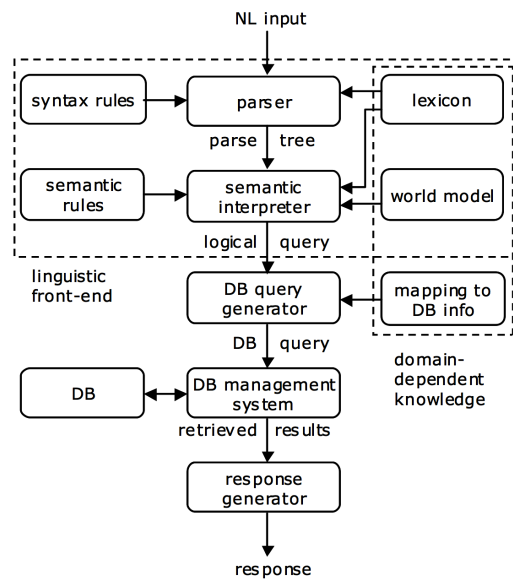 NL input
syntax rules
parser
lexicon
parse tree
semantic
rules
semantic
interpreter
world model
logical query
linguistic
front-end
DB query
generator
mapping to
DB info
DB query
domain-
dependent
knowledge
DB
DB management
system
retrieved results
response
generator
response